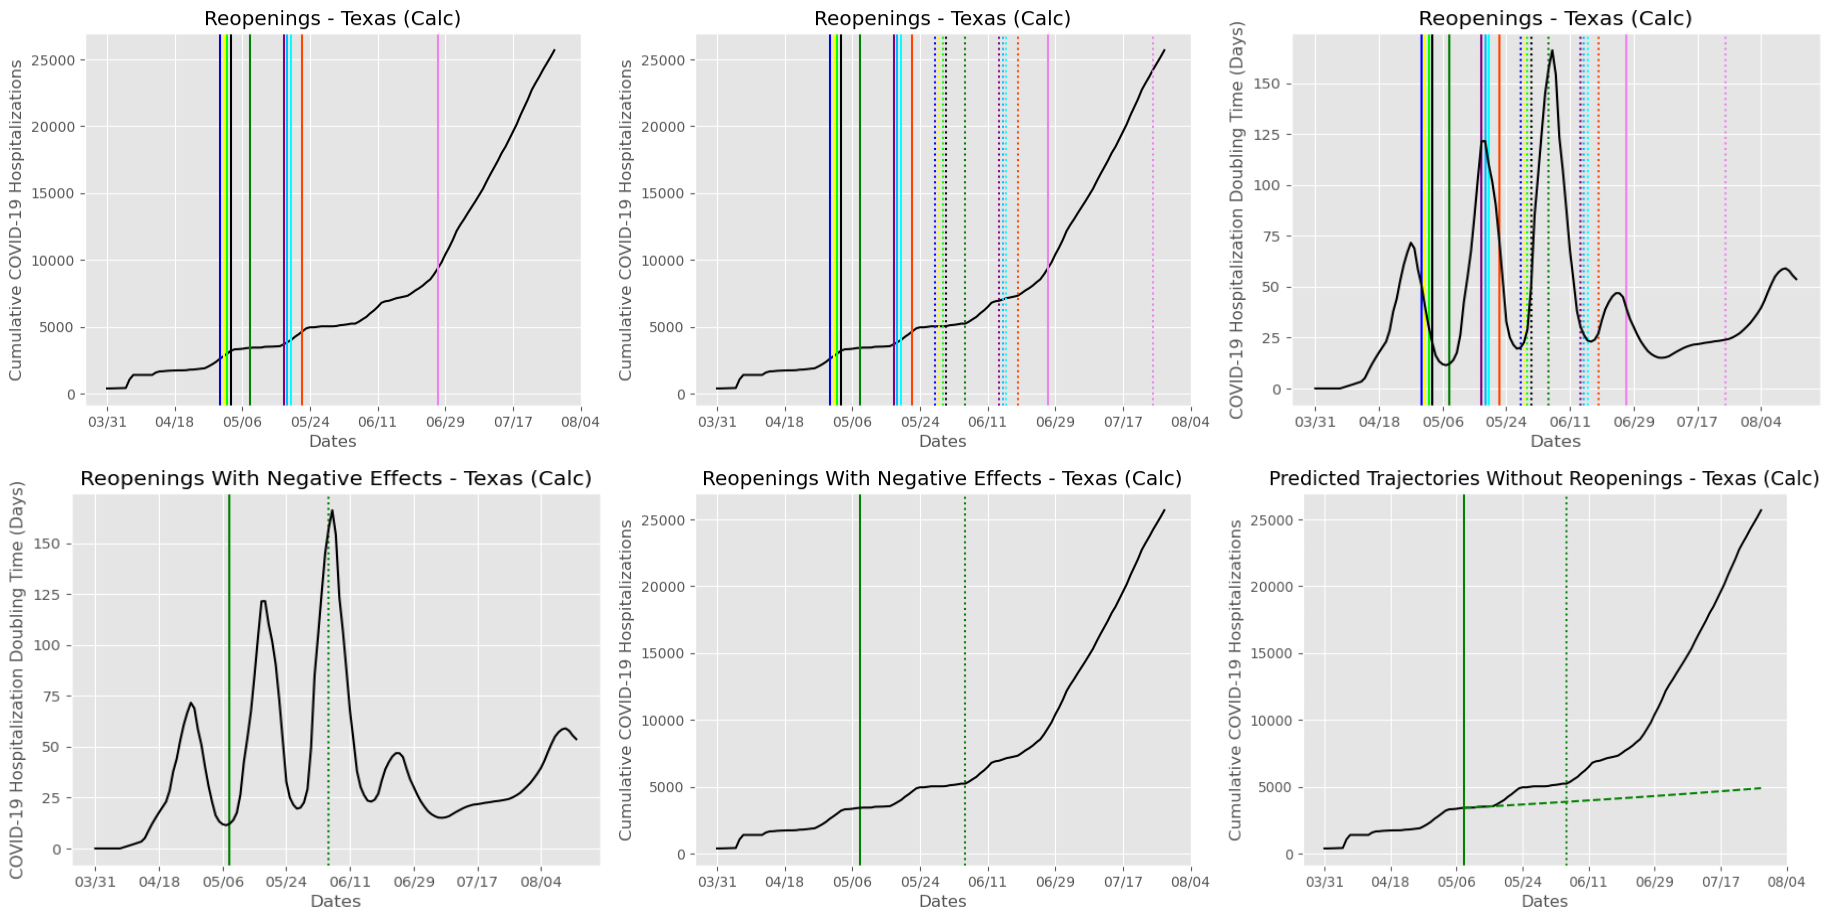 Reopenings - Texas (Calc)
Cumulative COVID-19 Hospitalizations
25000
20000
15000
10000
5000
0
03/31 04/18 05/06 05/24 06/11 06/29 07/17 08/04
Dates
Reopenings - Texas (Calc)
Cumulative COVID-19 Hospitalizations
25000
20000
15000
10000
5000
0
03/31 04/18 05/06 05/24 06/11 06/29 07/17 08/04
Dates
Reopenings - Texas (Calc)
COVID-19 Hospitalization Doubling Time (Days)
150
125
100
75
50
25
0
03/31 04/18 05/06 05/24 06/11 06/29 07/17 08/04
Dates
Reopenings With Negative Effects - Texas (Calc)
COVID-19 Hospitalization Doubling Time (Days)
150
125
100
75
50
25
0
03/31 04/18 05/06 05/24 06/11 06/29 07/17 08/04
Dates
Reopenings With Negative Effects - Texas (Calc)
Cumulative COVID-19 Hospitalizations
25000
20000
15000
10000
5000
0
03/31 04/18 05/06 05/24 06/11 06/29 07/17 08/04
Dates
Predicted Trajectories Without Reopenings - Texas (Calc)
Cumulative COVID-19 Hospitalizations
25000
20000
15000
10000
5000
0
03/31 04/18 05/06 05/24 06/11 06/29 07/17 08/04
Dates